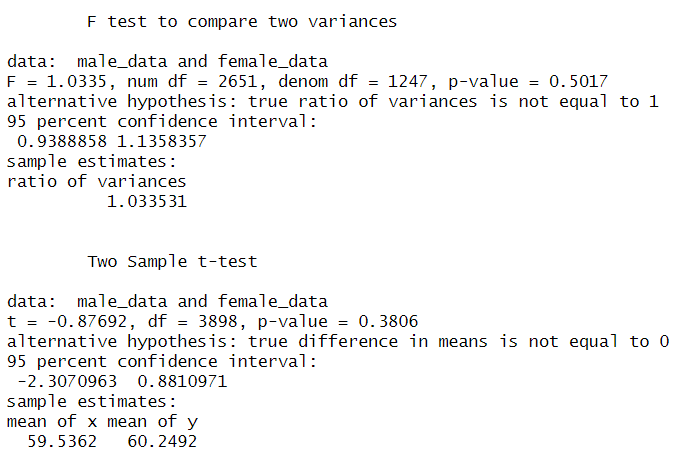 F test to compare two variances
data:  male_data and female_data
F = 1.0335, num df = 2651, denom df = 1247, p-value = 0.5017
alternative hypothesis: true ratio of variances is not equal to 1
95 percent confidence interval:
 0.9388858 1.1358357
sample estimates:
ratio of variances
          1.033531
Two Sample t-test
data:  male_data and female_data
t = -0.87692, df = 3898, p-value = 0.3806
alternative hypothesis: true difference in means is not equal to 0
95 percent confidence interval:
 -2.3070963  0.8810971
sample estimates:
mean of x mean of y
  59.5362   60.2492